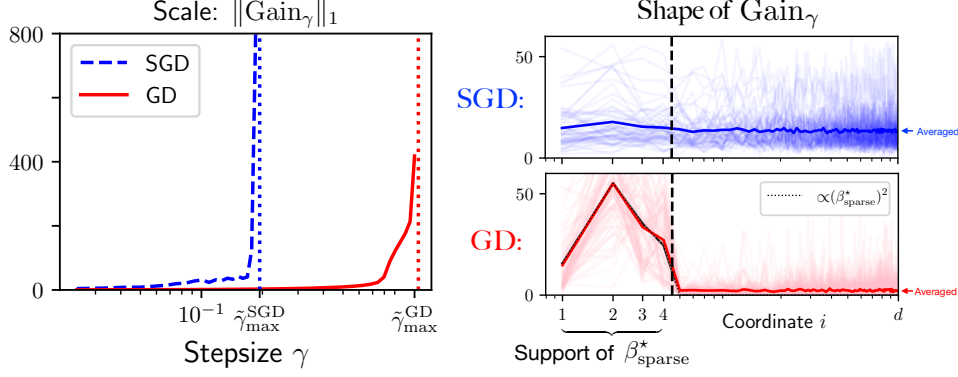 Scale: ∥Gain_γ∥_1
800
400
0
SGD
GD
10^{-1}
γ̃_max^SGD
γ̃_max^GD
Stepsize γ
Shape of Gain_γ
SGD:
50
0
Averaged
GD:
50
0
∝(β*_sparse)^2
Averaged
1
2
3
4
Coordinate i
d
Support of β*_sparse